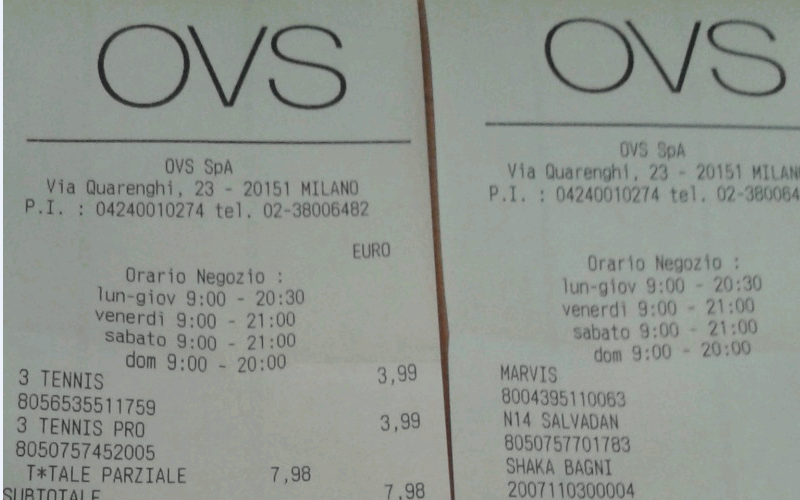 OVS
OVS SpA
Via Quarenghi, 23 - 20151 MILANO
P.I. : 04240010274 tel. 02-38006482
EURO
Orario Negozio :
lun-giov 9:00 - 20:30
venerdi 9:00 - 21:00
sabato 9:00 - 21:00
dom 9:00 - 20:00
3 TENNIS 3,99
8056535511759
3 TENNIS PRO 3,99
8050757452005
T*TALE PARZIALE 7,98
SUBTOTALE 7,98
OVS
OVS SpA
Via Quarenghi, 23 - 20151 MILAN
P.I. : 04240010274 tel. 02-380064
Orario Negozio :
lun-giov 9:00 - 20:30
venerdi 9:00 - 21:00
sabato 9:00 - 21:00
dom 9:00 - 20:00
MARVIS
8004395110063
N14 SALVADAN
8050757701783
SHAKA BAGNI
2007110300004